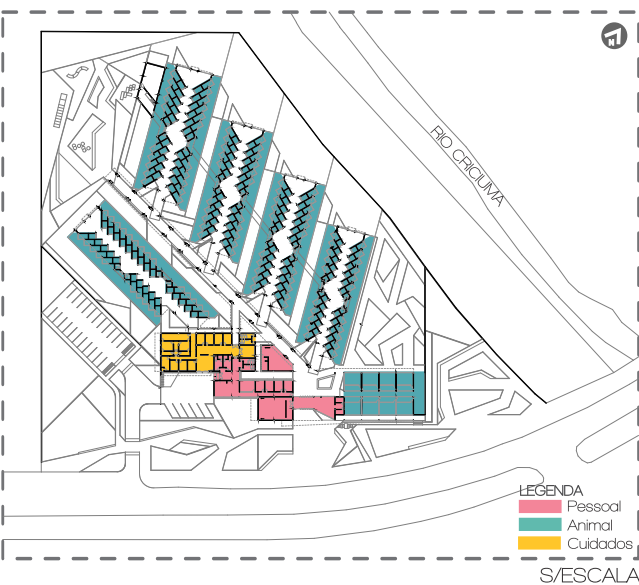 N
RIO CRICIUMA
LEGENDA
Pessoal
Animal
Cuidados
S/ESCALA